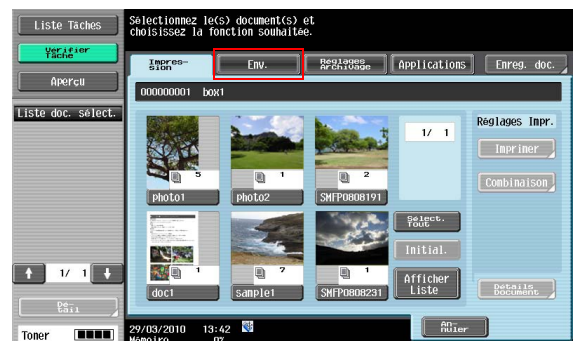 Liste Tâches
Vérifier
Tâche
Aperçu
Liste doc. sélect.
1/ 1
Dé-
tail
Toner
Sélectionnez le(s) document(s) et
choisissez la fonction souhaitée.
Impres-
sion
Env.
Réglages
Archivage
Applications
Enreg. doc.
000000001 box1
5
photo1
1
photo2
2
SMFP0808191
1
doc1
7
sample1
1
SMFP0808231
1/ 1
Sélect.
Tout
Initial.
Afficher
Liste
Réglages Impr.
Imprimer
Combinaison
Détails
Document
29/03/2010 13:42
Mémoire 0%
An-
nuler